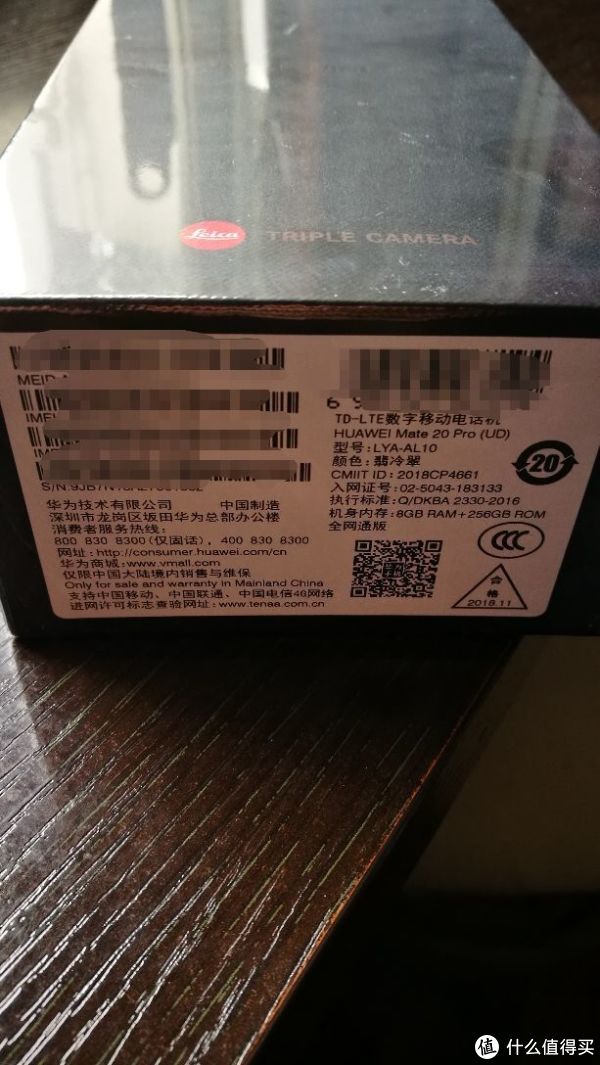 Leica TRIPLE CAMERA
MEID
IMEI
6 9
TD-LTE数字移动电话机
HUAWEI Mate 20 Pro (UD)
型号: LYA-AL10
颜色: 翡冷翠
CMIIT ID: 2018CP4661
入网证号: 02-5043-183133
执行标准: Q/DKBA 2330-2016
机身内存: 8GB RAM+256GB ROM
全网通版
20
华为技术有限公司 中国制造
深圳市龙岗区坂田华为总部办公楼
消费者服务热线:
800 830 8300(仅固话), 400 830 8300
网址: http://consumer.huawei.com/cn
华为商城: www.vmall.com
仅限中国大陆境内销售与维保
Only for sale and warranty in Mainland China
支持中国移动、中国联通、中国电信4G网络
进网许可标志查验网址: www.tenaa.com.cn
CCC
合格
2018.11
值 什么值得买